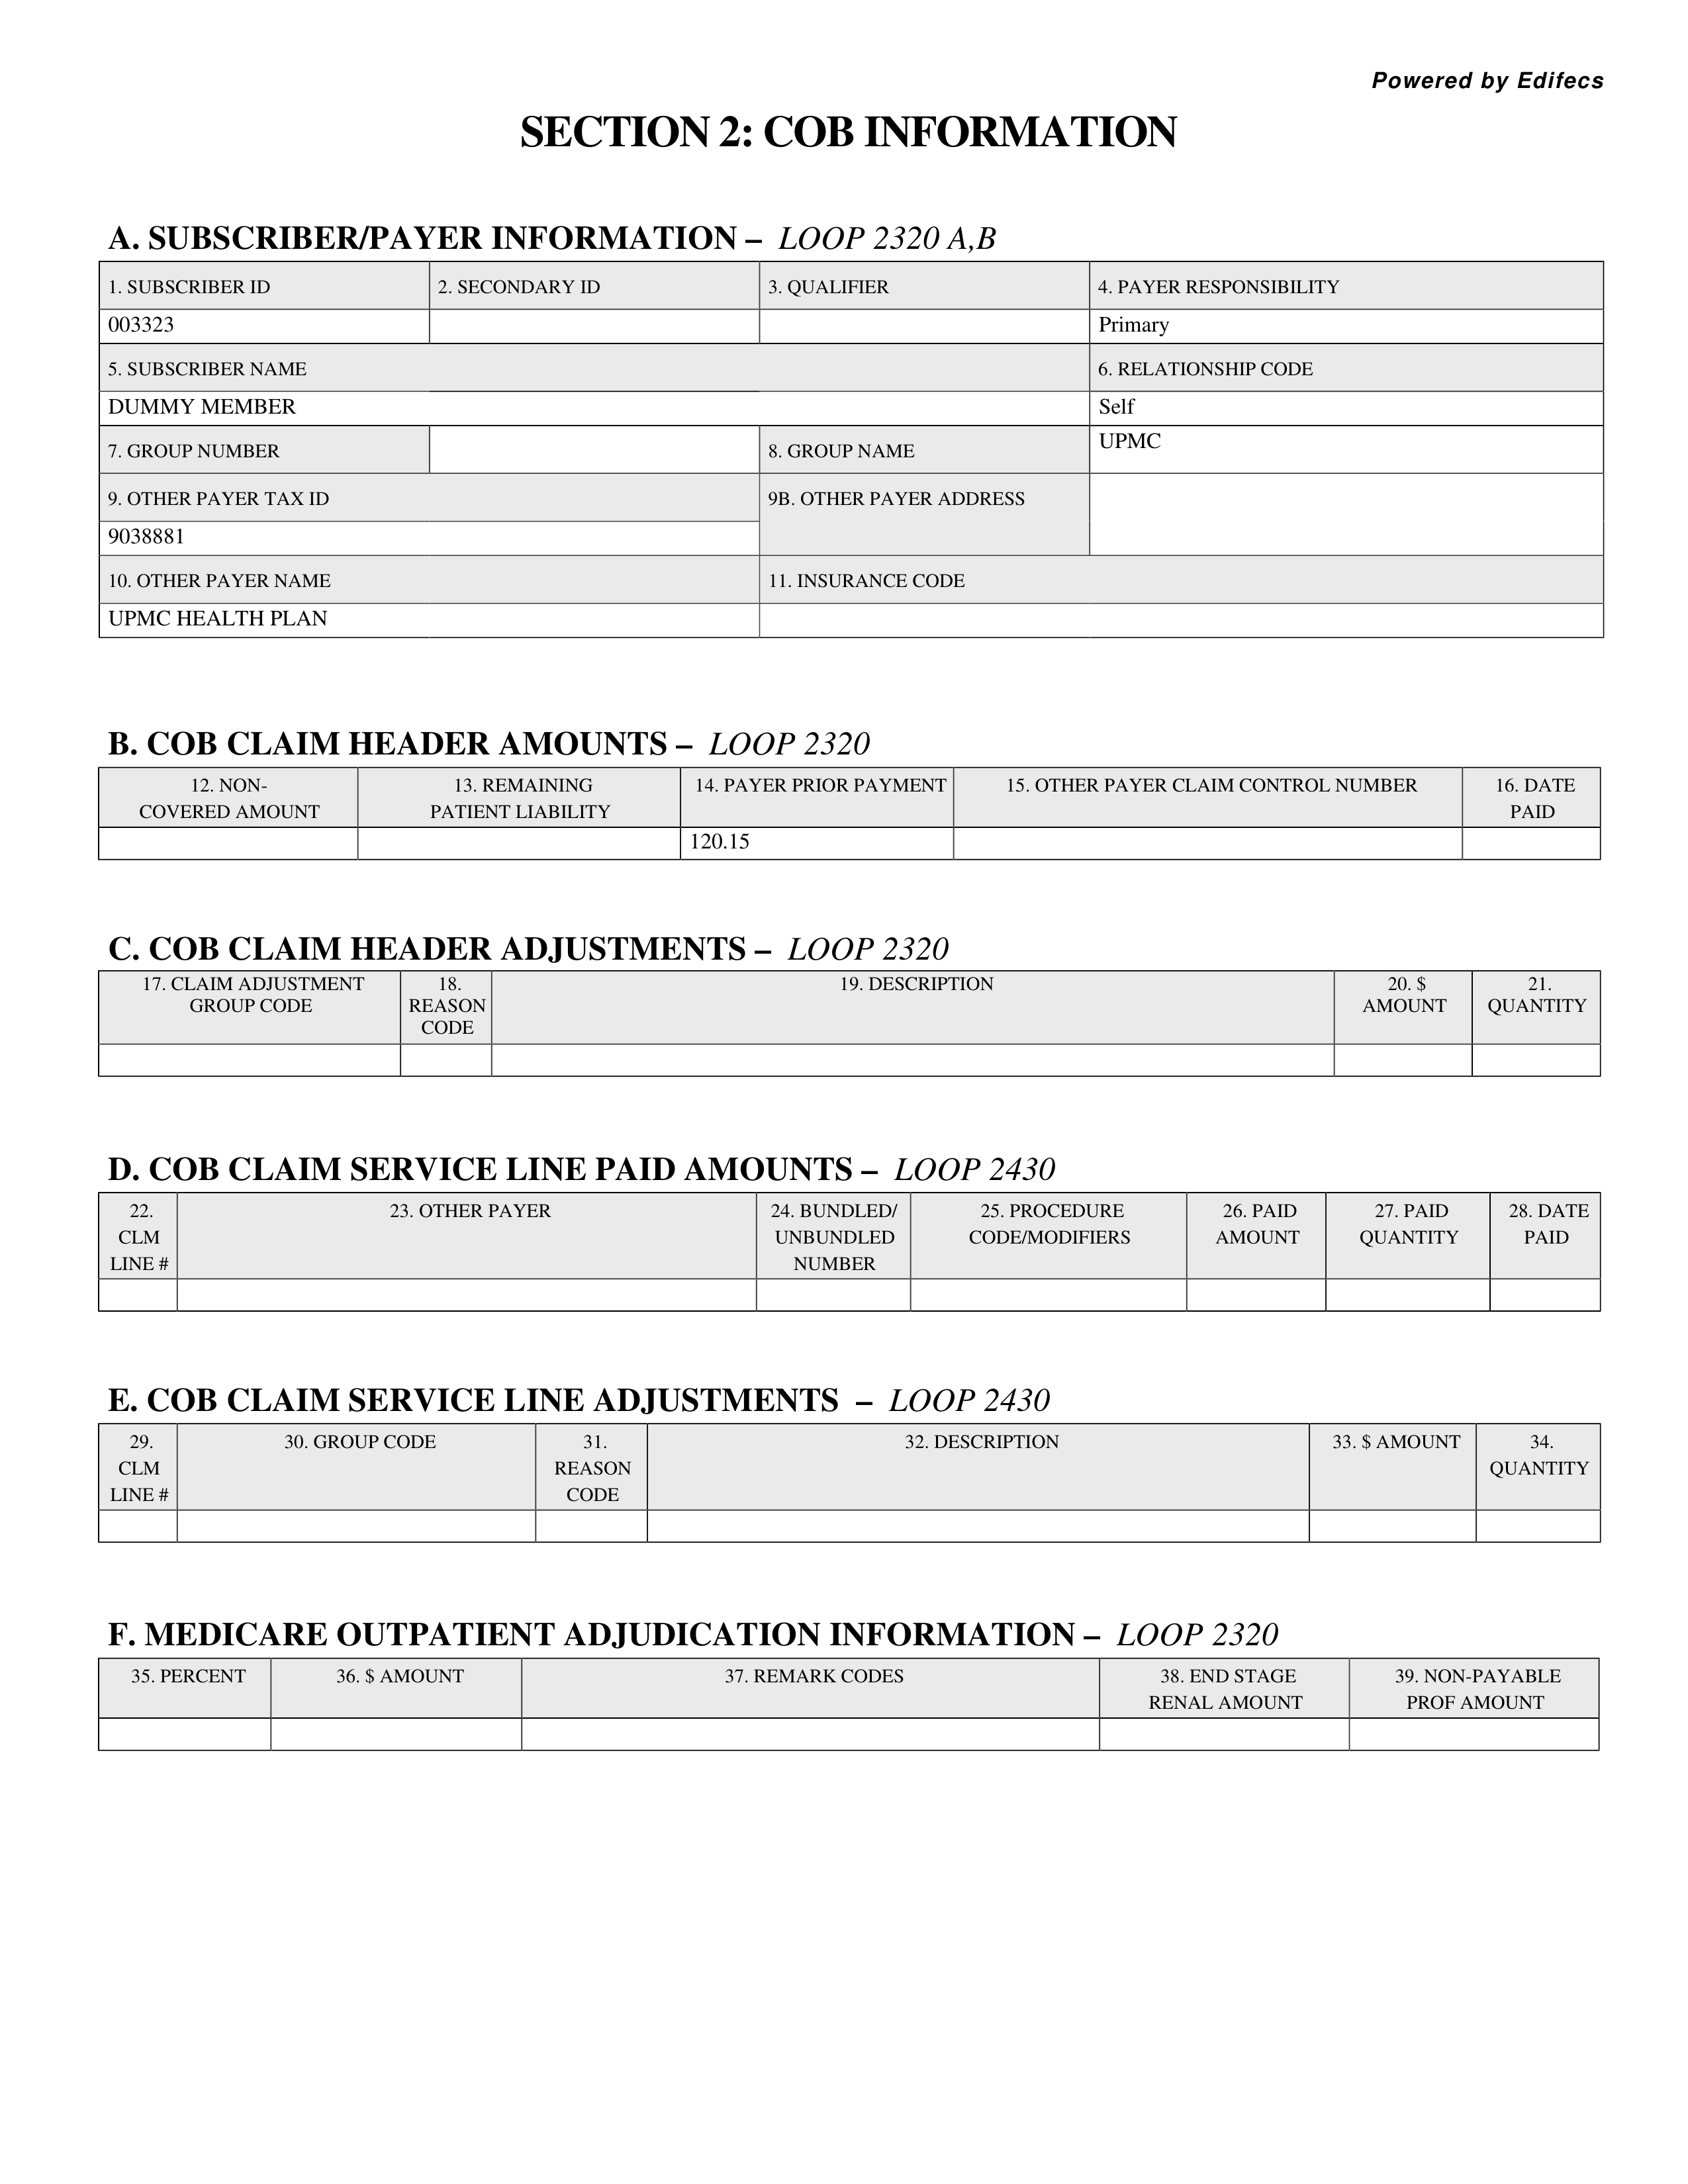 Powered by Edifecs
SECTION 2: COB INFORMATION
A. SUBSCRIBER/PAYER INFORMATION – LOOP 2320 A,B
1. SUBSCRIBER ID 2. SECONDARY ID 3. QUALIFIER 4. PAYER RESPONSIBILITY
003323 Primary
5. SUBSCRIBER NAME 6. RELATIONSHIP CODE
DUMMY MEMBER Self
7. GROUP NUMBER 8. GROUP NAME UPMC
9. OTHER PAYER TAX ID 9B. OTHER PAYER ADDRESS
9038881
10. OTHER PAYER NAME 11. INSURANCE CODE
UPMC HEALTH PLAN
B. COB CLAIM HEADER AMOUNTS – LOOP 2320
12. NON- 13. REMAINING 14. PAYER PRIOR PAYMENT 15. OTHER PAYER CLAIM CONTROL NUMBER 16. DATE
COVERED AMOUNT PATIENT LIABILITY PAID
120.15
C. COB CLAIM HEADER ADJUSTMENTS – LOOP 2320
17. CLAIM ADJUSTMENT 18. 19. DESCRIPTION 20. $ 21.
GROUP CODE REASON AMOUNT QUANTITY
CODE
D. COB CLAIM SERVICE LINE PAID AMOUNTS – LOOP 2430
22. 23. OTHER PAYER 24. BUNDLED/ 25. PROCEDURE 26. PAID 27. PAID 28. DATE
CLM UNBUNDLED CODE/MODIFIERS AMOUNT QUANTITY PAID
LINE # NUMBER
E. COB CLAIM SERVICE LINE ADJUSTMENTS – LOOP 2430
29. 30. GROUP CODE 31. 32. DESCRIPTION 33. $ AMOUNT 34.
CLM REASON QUANTITY
LINE # CODE
F. MEDICARE OUTPATIENT ADJUDICATION INFORMATION – LOOP 2320
35. PERCENT 36. $ AMOUNT 37. REMARK CODES 38. END STAGE 39. NON-PAYABLE
RENAL AMOUNT PROF AMOUNT